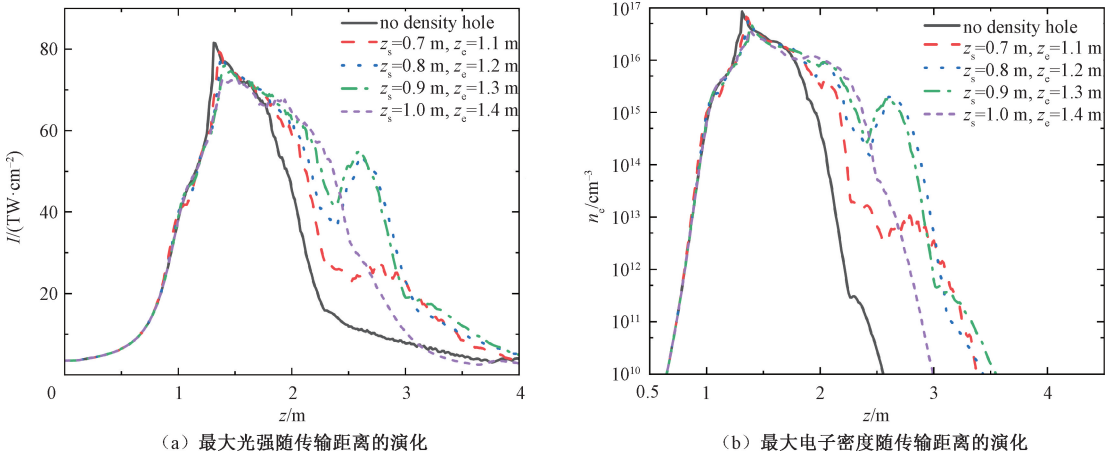 no density hole
zs=0.7 m, ze=1.1 m
zs=0.8 m, ze=1.2 m
zs=0.9 m, ze=1.3 m
zs=1.0 m, ze=1.4 m
80
60
40
20
I/(TW·cm⁻²)
0 1 2 3 4
z/m
(a) 最大光强随传输距离的演化
no density hole
zs=0.7 m, ze=1.1 m
zs=0.8 m, ze=1.2 m
zs=0.9 m, ze=1.3 m
zs=1.0 m, ze=1.4 m
10¹⁷
10¹⁶
10¹⁵
10¹⁴
10¹³
10¹²
10¹¹
10¹⁰
ne/cm⁻³
0.5 1 2 3 4
z/m
(b) 最大电子密度随传输距离的演化